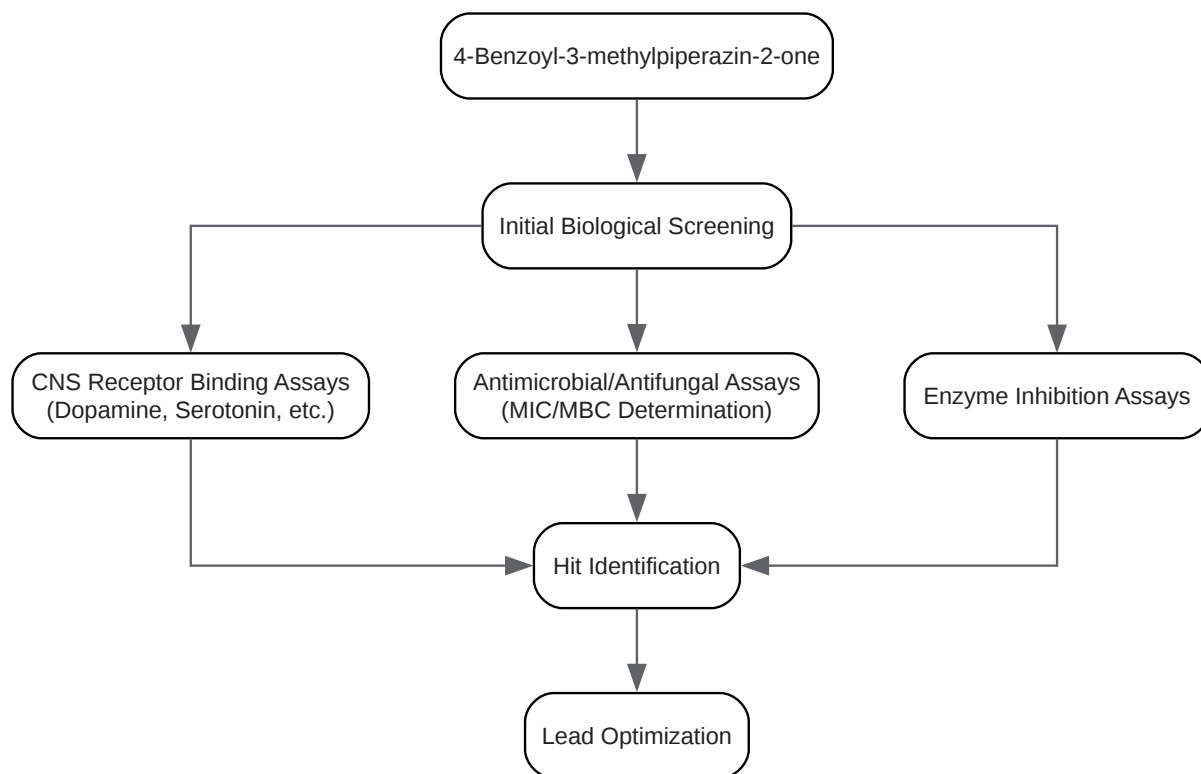 4-Benzoyl-3-methylpiperazin-2-one
Initial Biological Screening
CNS Receptor Binding Assays
(Dopamine, Serotonin, etc.)
Antimicrobial/Antifungal Assays
(MIC/MBC Determination)
Enzyme Inhibition Assays
Hit Identification
Lead Optimization